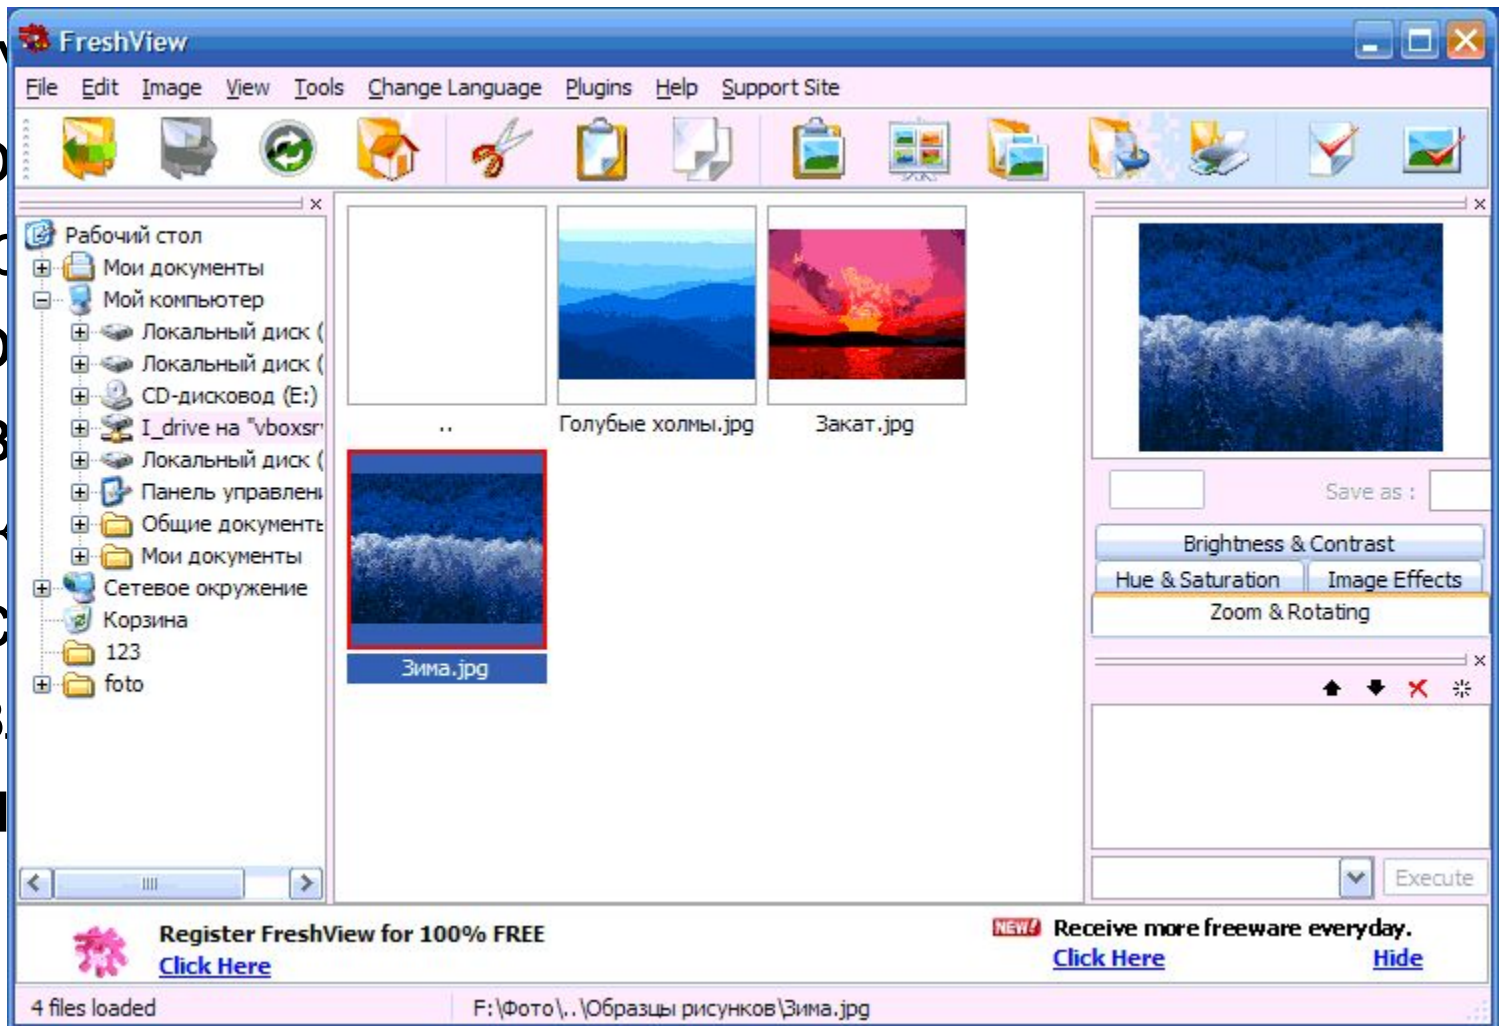 FreshView
File Edit Image View Tools Change Language Plugins Help Support Site
Рабочий стол
Мои документы
Мой компьютер
Локальный диск (
Локальный диск (
CD-дисковод (E:)
I_drive на "vboxsr
Локальный диск (
Панель управлен
Общие документ
Мои документы
Сетевое окружение
Корзина
123
foto
..
Голубые холмы.jpg
Закат.jpg
Зима.jpg
Save as :
Brightness & Contrast
Hue & Saturation Image Effects
Zoom & Rotating
Execute
Register FreshView for 100% FREE
Click Here
NEW! Receive more freeware everyday.
Click Here Hide
4 files loaded F:\Фото\..\Образцы рисунков\Зима.jpg